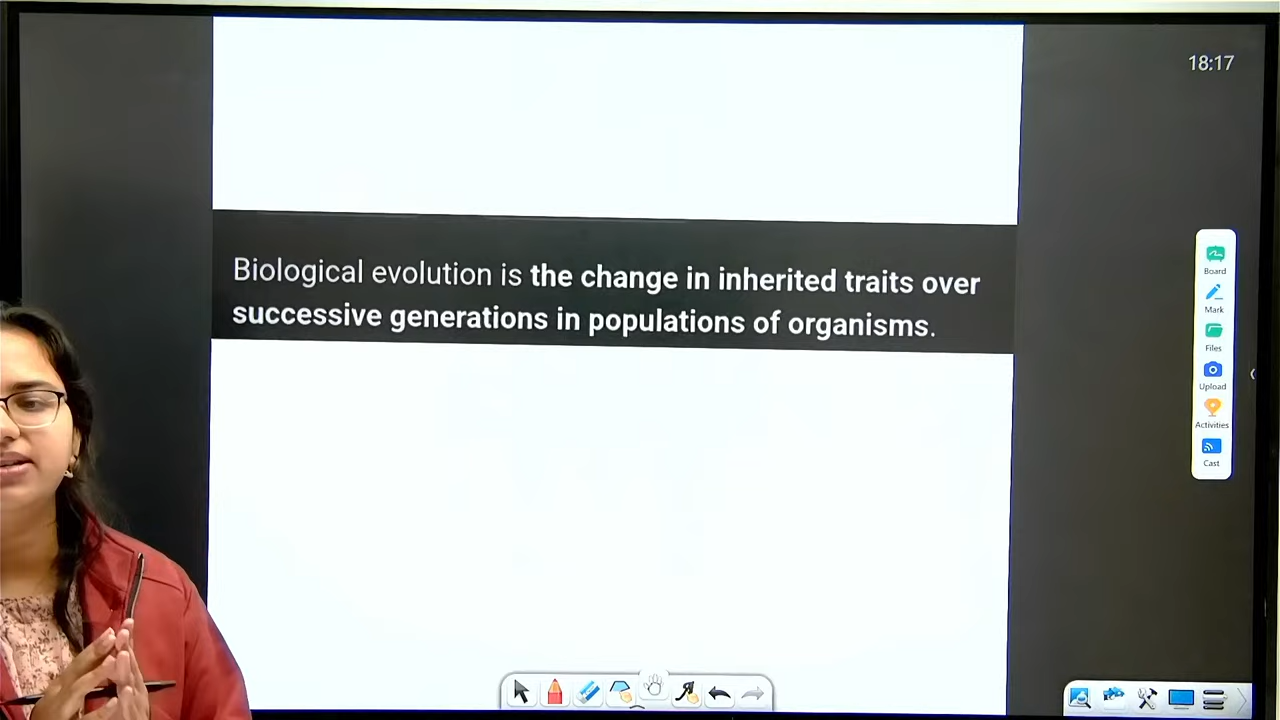 18:17
Biological evolution is the change in inherited traits over
successive generations in populations of organisms.
Board
Mark
Files
Upload
Activities
Cast